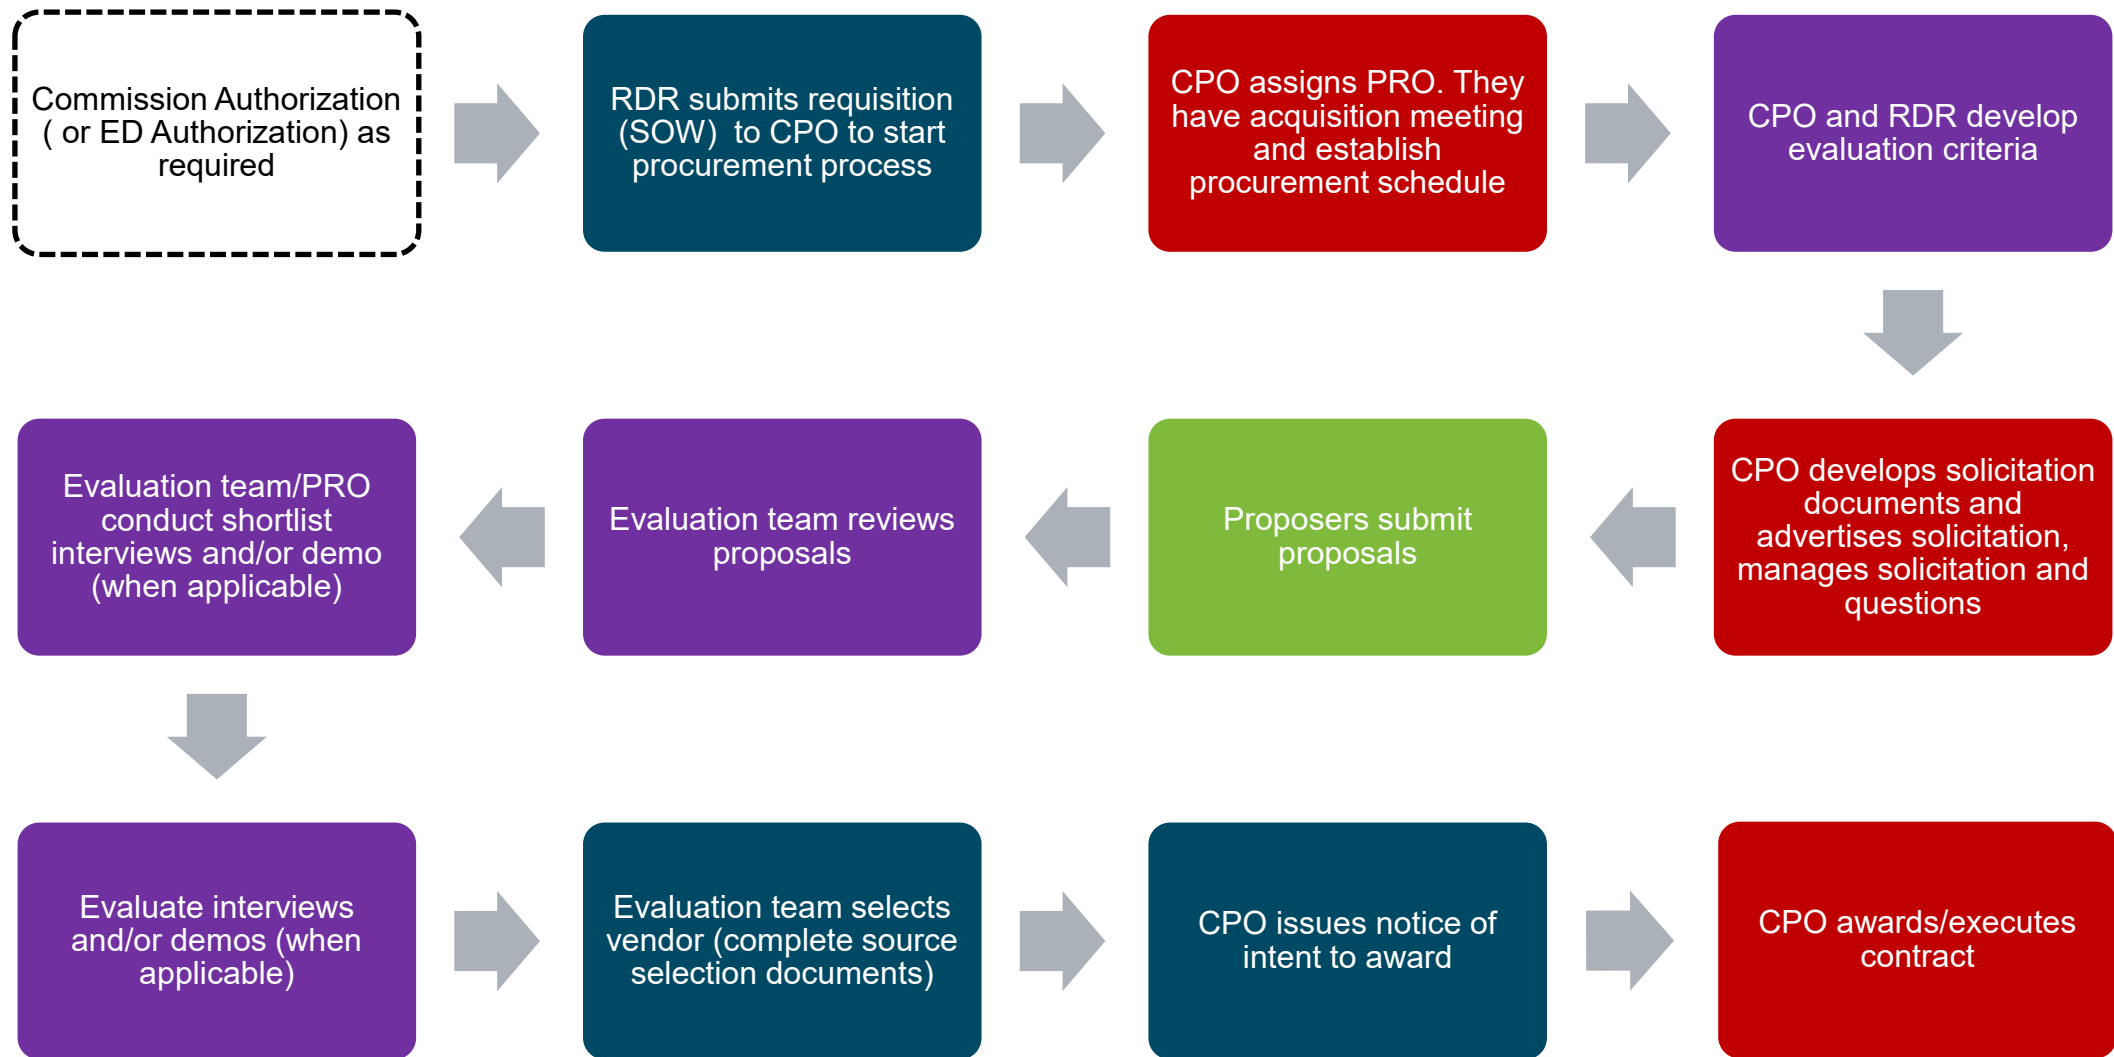 Commission Authorization
( or ED Authorization) as
required
RDR submits requisition
(SOW)  to CPO to start
procurement process
CPO assigns PRO. They
have acquisition meeting
and establish
procurement schedule
CPO and RDR develop
evaluation criteria
CPO develops solicitation
documents and
advertises solicitation,
manages solicitation and
questions
Proposers submit
proposals
Evaluation team reviews
proposals
Evaluation team/PRO
conduct shortlist
interviews and/or demo
(when applicable)
Evaluate interviews
and/or demos (when
applicable)
Evaluation team selects
vendor (complete source
selection documents)
CPO issues notice of
intent to award
CPO awards/executes
contract